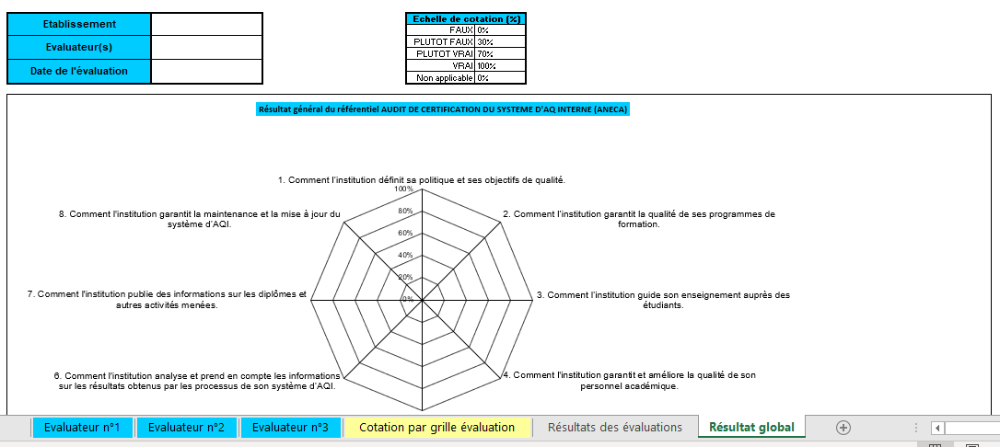 Etablissement
Evaluateur(s)
Date de l'évaluation
Echelle de cotation (%)
FAUX 0%
PLUTOT FAUX 30%
PLUTOT VRAI 70%
VRAI 100%
Non applicable 0%
Résultat général du référentiel AUDIT DE CERTIFICATION DU SYSTEME D'AQ INTERNE (ANECA)
1. Comment l'institution définit sa politique et ses objectifs de qualité.
100%
80%
60%
40%
20%
0%
2. Comment l'institution garantit la qualité de ses programmes de
formation.
3. Comment l'institution guide son enseignement auprès des
étudiants.
4. Comment l'institution garantit et améliore la qualité de son
personnel académique.
6. Comment l'institution analyse et prend en compte les informations
sur les résultats obtenus par les processus de son système d'AQI.
7. Comment l'institution publie des informations sur les diplômes et
autres activités menées.
8. Comment l'institution garantit la maintenance et la mise à jour du
système d'AQI.
Evaluateur n°1
Evaluateur n°2
Evaluateur n°3
Cotation par grille évaluation
Résultats des évaluations
Résultat global